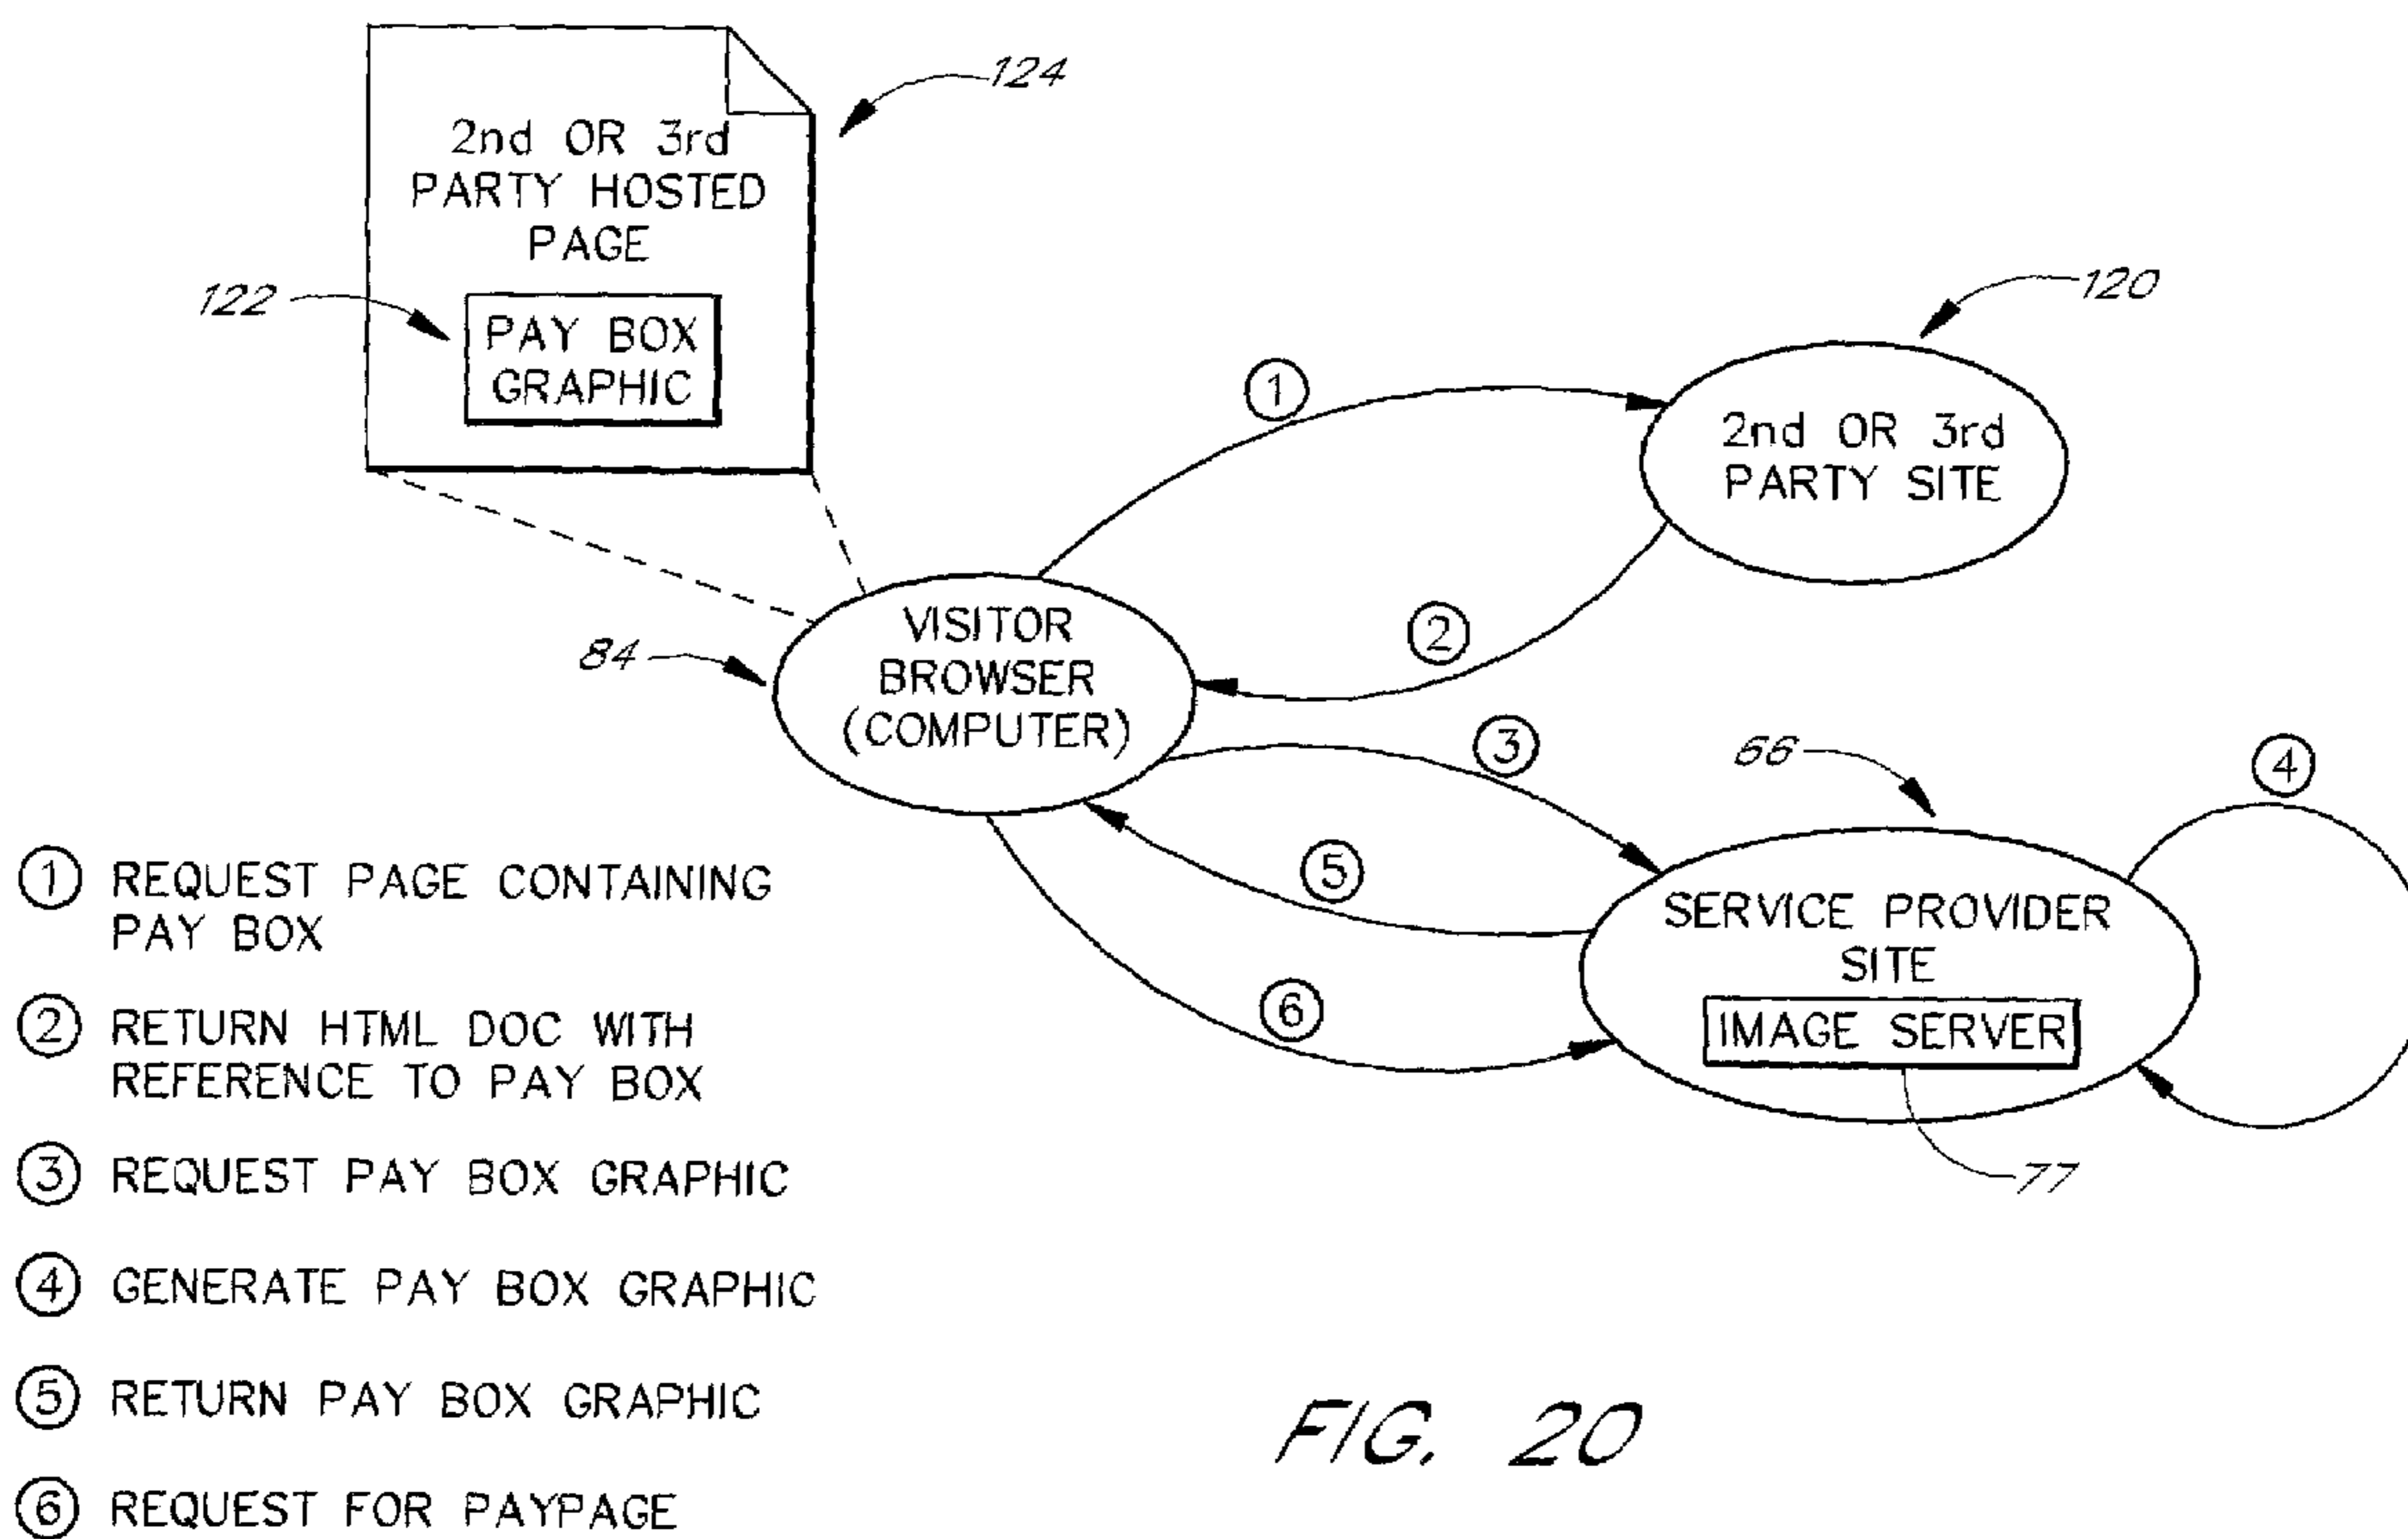 124
2nd OR 3rd
PARTY HOSTED
PAGE
122
PAY BOX
GRAPHIC
120
1
2nd OR 3rd
PARTY SITE
2
84
VISITOR
BROWSER
(COMPUTER)
3
66
4
5
SERVICE PROVIDER
SITE
6
IMAGE SERVER
77
1 REQUEST PAGE CONTAINING
PAY BOX
2 RETURN HTML DOC WITH
REFERENCE TO PAY BOX
3 REQUEST PAY BOX GRAPHIC
4 GENERATE PAY BOX GRAPHIC
5 RETURN PAY BOX GRAPHIC
6 REQUEST FOR PAYPAGE
FIG. 20